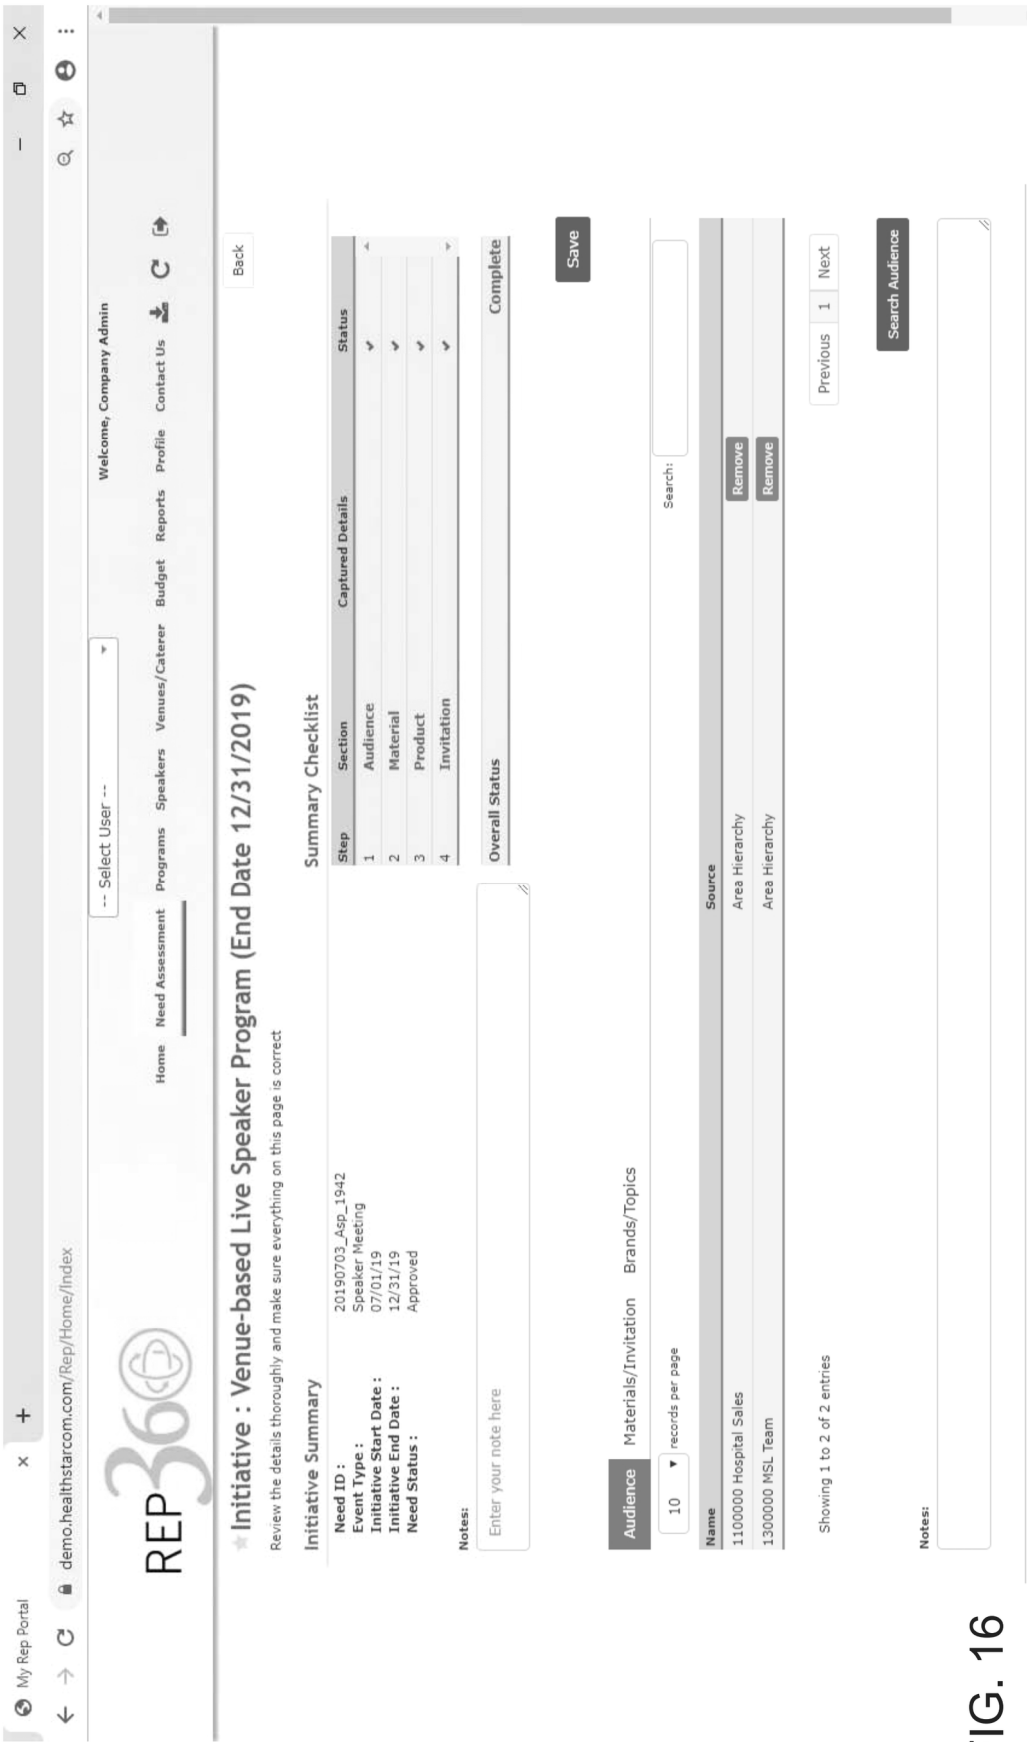 My Rep Portal
demo.healthstarcom.com/Rep/Home/Index
-- Select User --
Welcome, Company Admin
REP360
Home Need Assessment Programs Speakers Venues/Caterer Budget Reports Profile Contact Us
Initiative : Venue-based Live Speaker Program (End Date 12/31/2019)
Back
Review the details thoroughly and make sure everything on this page is correct
Initiative Summary
Need ID : 20190703_Asp_1942
Event Type : Speaker Meeting
Initiative Start Date : 07/01/19
Initiative End Date : 12/31/19
Need Status : Approved
Notes:
Enter your note here
Summary Checklist
Step Section Captured Details Status
1 Audience ✔
2 Material ✔
3 Product ✔
4 Invitation ✔
Overall Status Complete
Save
Audience Materials/Invitation Brands/Topics
10 records per page
Search:
Name Source
1100000 Hospital Sales Area Hierarchy Remove
1300000 MSL Team Area Hierarchy Remove
Showing 1 to 2 of 2 entries
Previous 1 Next
Search Audience
Notes:
IG. 16